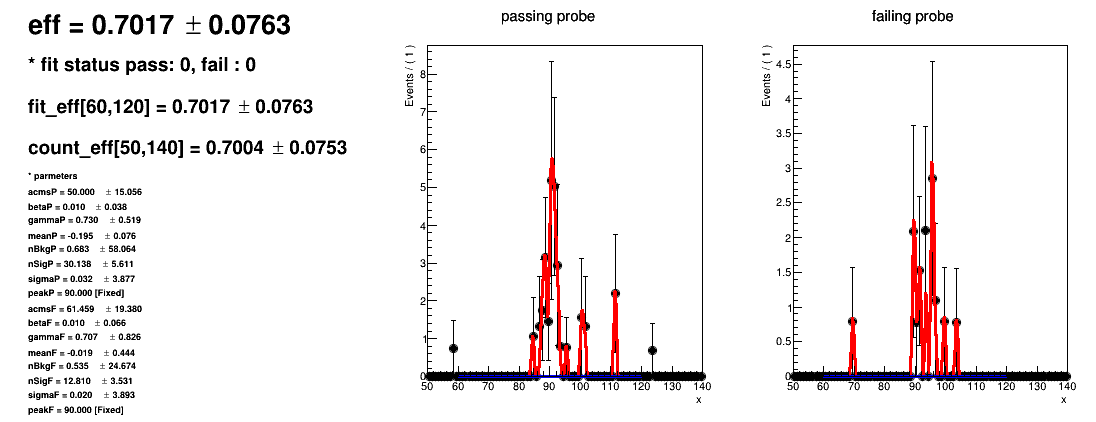 eff = 0.7017 ± 0.0763
* fit status pass: 0, fail : 0
fit_eff[60,120] = 0.7017 ± 0.0763
count_eff[50,140] = 0.7004 ± 0.0753
* parmeters
acmsP = 50.000 ± 15.056
betaP = 0.010 ± 0.038
gammaP = 0.730 ± 0.519
meanP = -0.195 ± 0.076
nBkgP = 0.683 ± 58.064
nSigP = 30.138 ± 5.611
sigmaP = 0.032 ± 3.877
peakP = 90.000 [Fixed]
acmsF = 61.459 ± 19.380
betaF = 0.010 ± 0.066
gammaF = 0.707 ± 0.826
meanF = -0.019 ± 0.444
nBkgF = 0.535 ± 24.674
nSigF = 12.810 ± 3.531
sigmaF = 0.020 ± 3.893
peakF = 90.000 [Fixed]
passing probe
Events / ( 1 )
8
7
6
5
4
3
2
1
0
50 60 70 80 90 100 110 120 130 140
x
failing probe
Events / ( 1 )
4.5
4
3.5
3
2.5
2
1.5
1
0.5
0
50 60 70 80 90 100 110 120 130 140
x